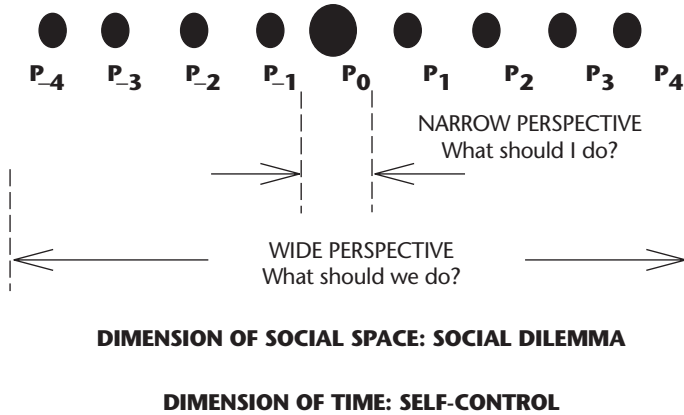 P–4 P–3 P–2 P–1 P0 P1 P2 P3 P4
NARROW PERSPECTIVE
What should I do?
WIDE PERSPECTIVE
What should we do?
DIMENSION OF SOCIAL SPACE: SOCIAL DILEMMA
DIMENSION OF TIME: SELF-CONTROL